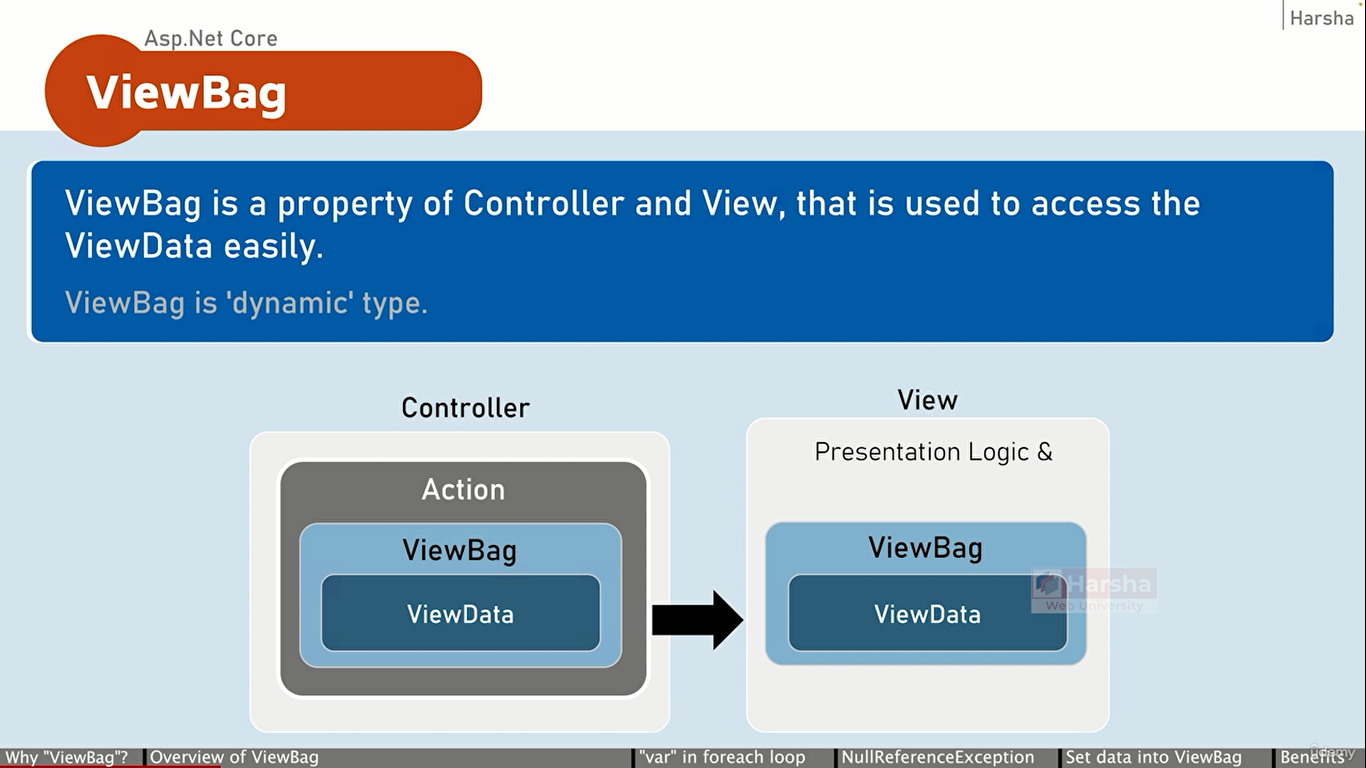 Harsha
Asp.Net Core
ViewBag
ViewBag is a property of Controller and View, that is used to access the
ViewData easily.
ViewBag is 'dynamic' type.
Controller
Action
ViewBag
ViewData
View
Presentation Logic &
ViewBag
ViewData
Harsha
Web University
Why "ViewBag"?
Overview of ViewBag
"var" in foreach loop
NullReferenceException
Set data into ViewBag
Benefits
ûdemy